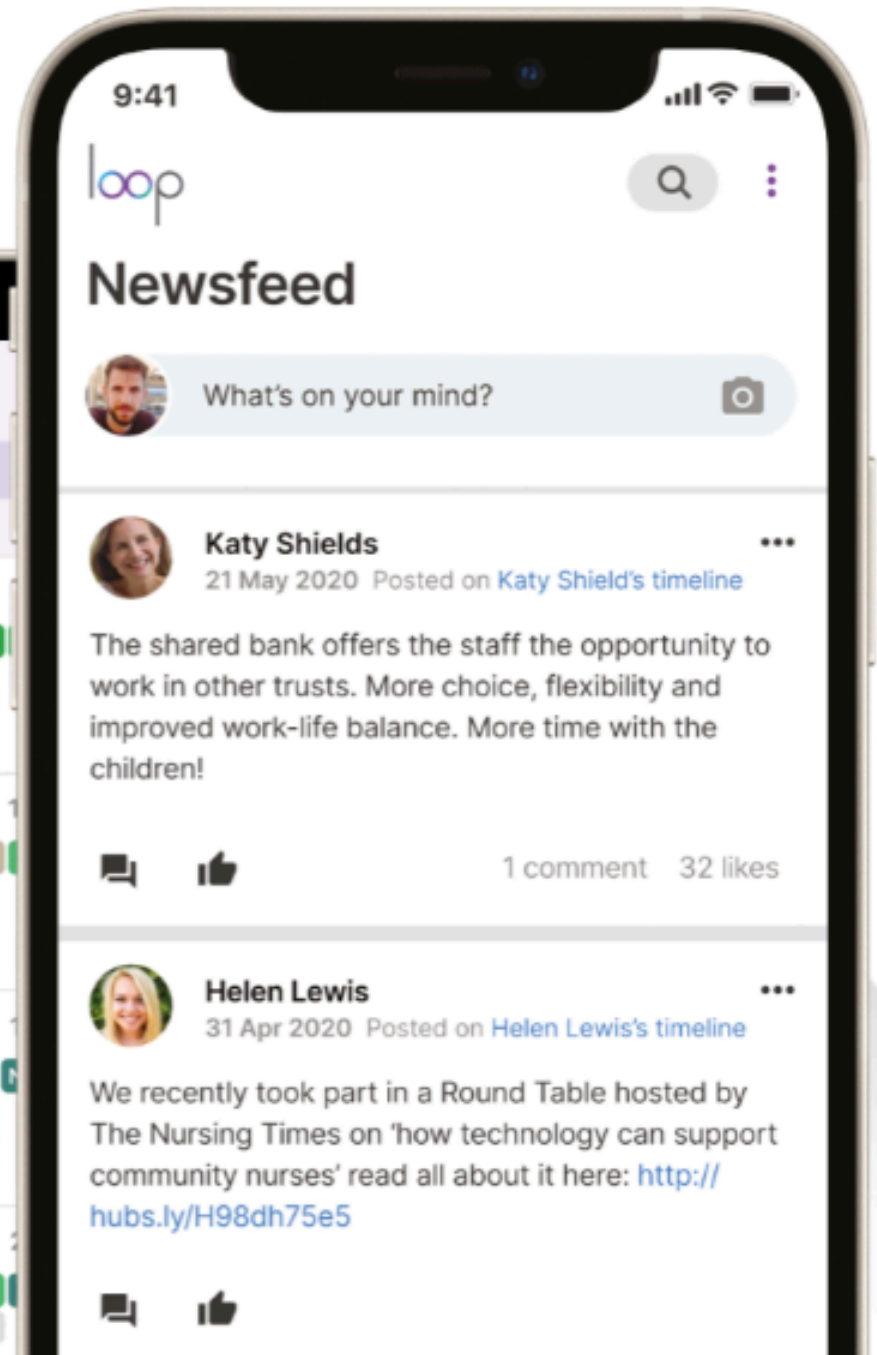 9:41
loop
Newsfeed
What's on your mind?
Katy Shields
21 May 2020 Posted on Katy Shield's timeline
The shared bank offers the staff the opportunity to
work in other trusts. More choice, flexibility and
improved work-life balance. More time with the
children!
1 comment 32 likes
Helen Lewis
31 Apr 2020 Posted on Helen Lewis's timeline
We recently took part in a Round Table hosted by
The Nursing Times on 'how technology can support
community nurses' read all about it here: http://
hubs.ly/H98dh75e5